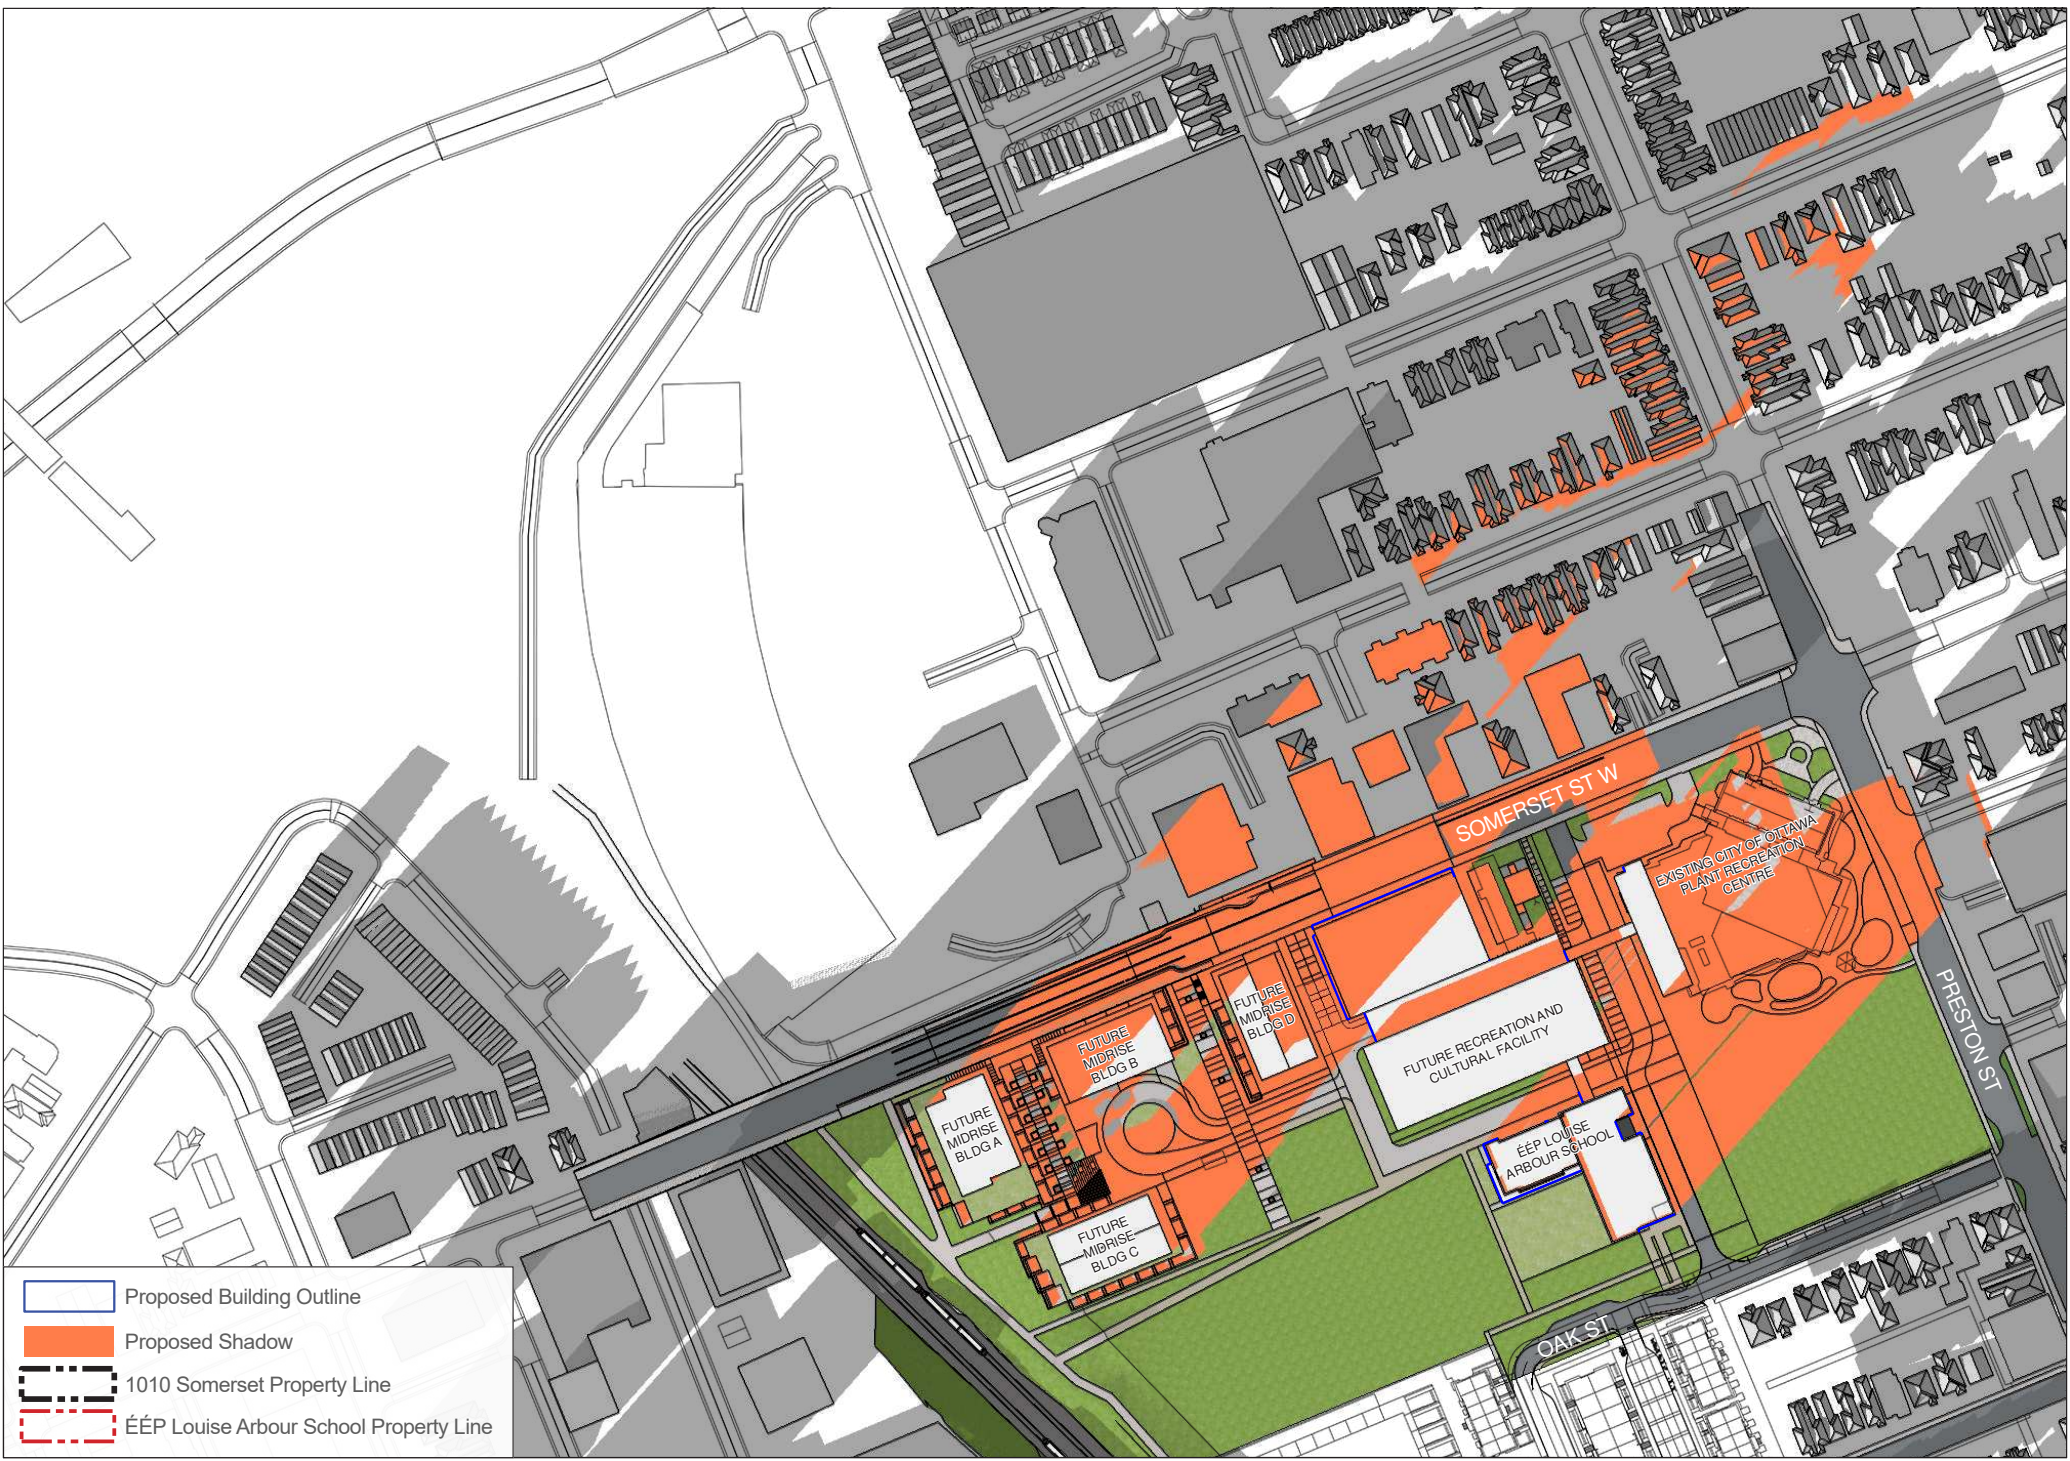 SOMERSET ST W
EXISTING CITY OF OTTAWA
PLANT RECREATION
CENTRE
PRESTON ST
FUTURE
MIDRISE
BLDG D
FUTURE
MIDRISE
BLDG B
FUTURE RECREATION AND
CULTURAL FACILITY
FUTURE
MIDRISE
BLDG A
ÉÉP LOUISE
ARBOUR SCHOOL
FUTURE
MIDRISE
BLDG C
OAK ST
Proposed Building Outline
Proposed Shadow
1010 Somerset Property Line
ÉÉP Louise Arbour School Property Line